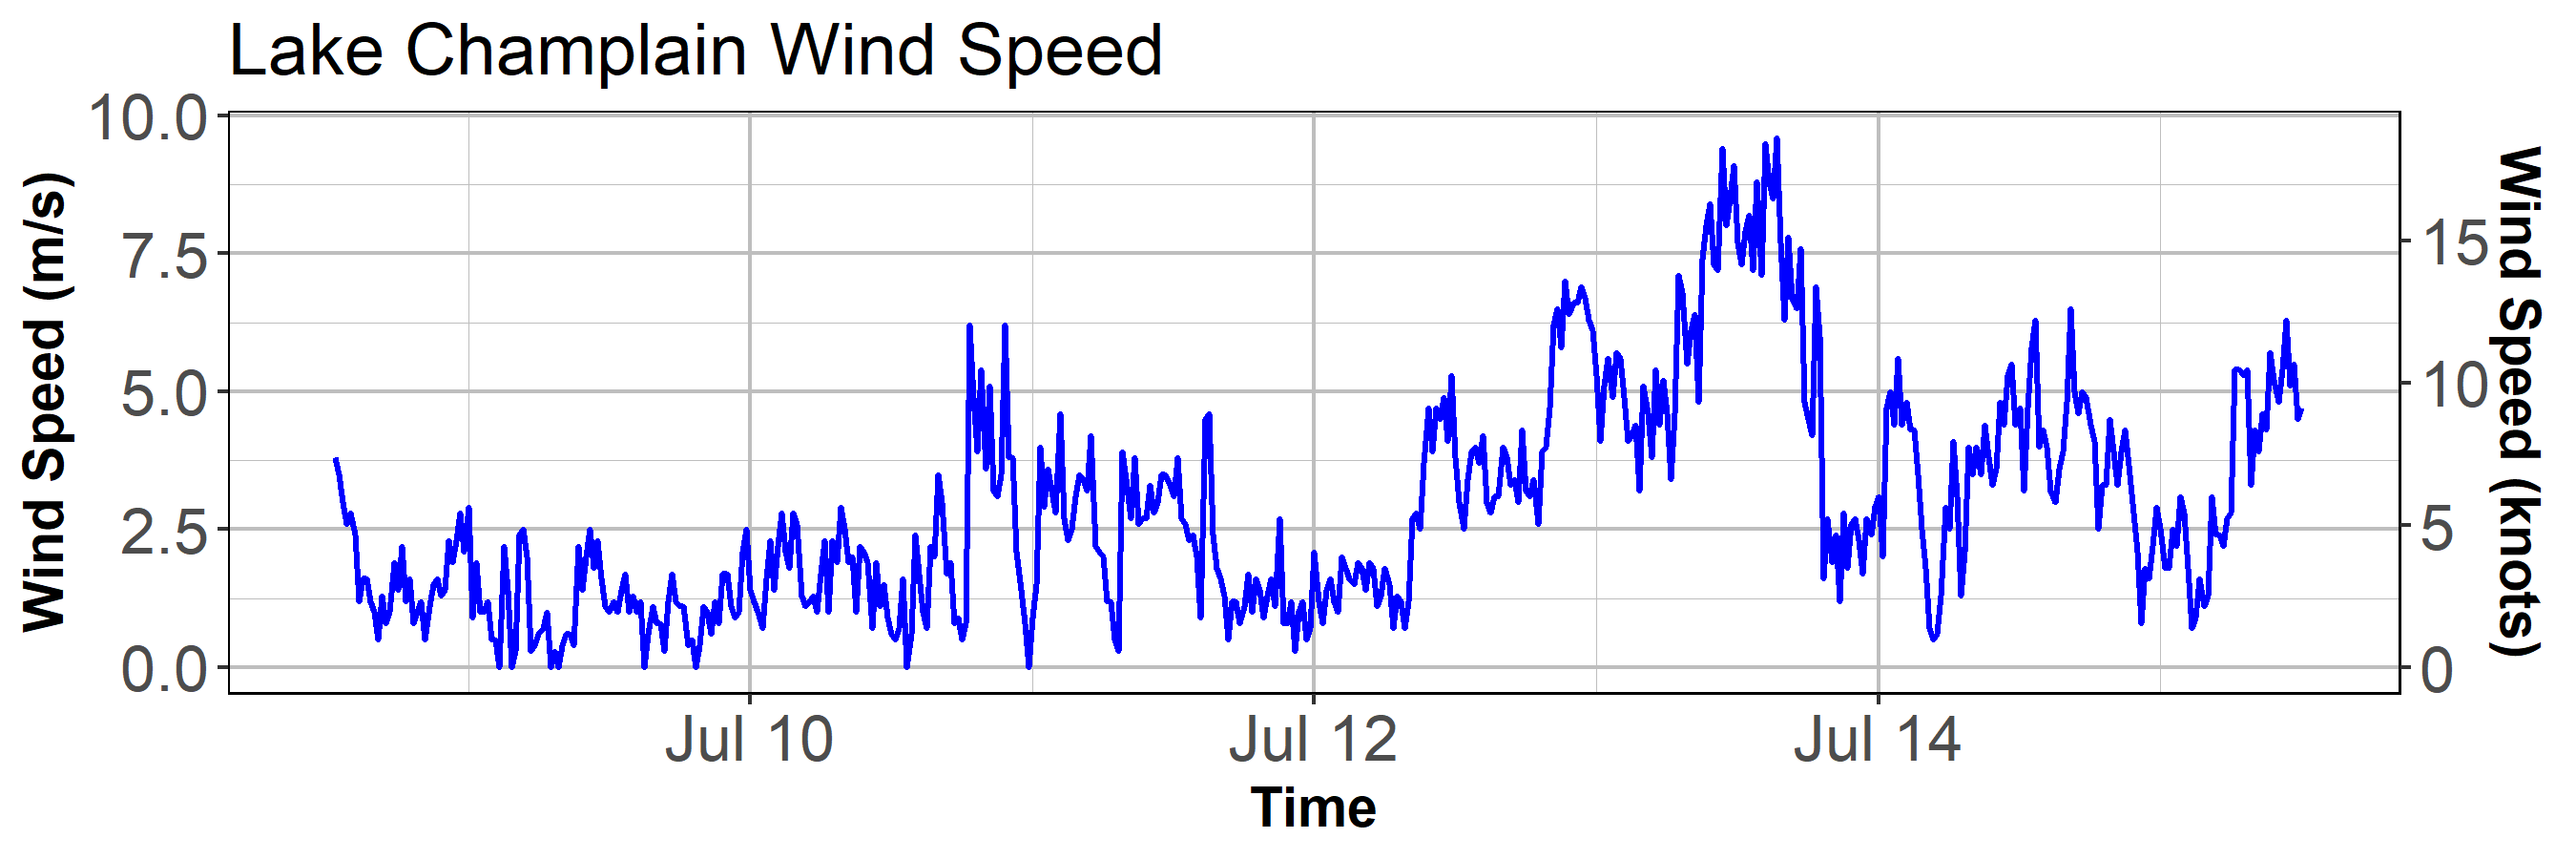 Lake Champlain Wind Speed
Wind Speed (m/s)
10.0
7.5
5.0
2.5
0.0
Wind Speed (knots)
15
10
5
0
Jul 10
Jul 12
Jul 14
Time